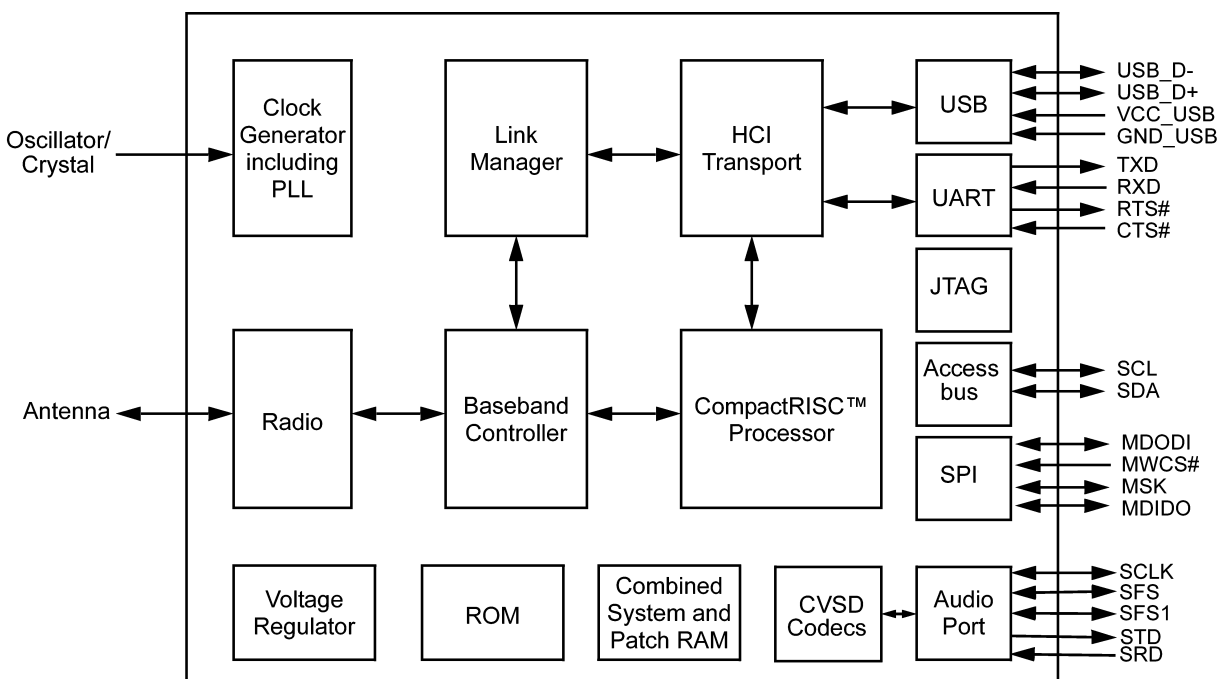 Oscillator/
Crystal
Clock
Generator
including
PLL
Link
Manager
HCI
Transport
USB
USB_D-
USB_D+
VCC_USB
GND_USB
UART
TXD
RXD
RTS#
CTS#
JTAG
Antenna
Radio
Baseband
Controller
CompactRISC™
Processor
Access
bus
SCL
SDA
SPI
MDODI
MWCS#
MSK
MDIDO
Voltage
Regulator
ROM
Combined
System and
Patch RAM
CVSD
Codecs
Audio
Port
SCLK
SFS
SFS1
STD
SRD